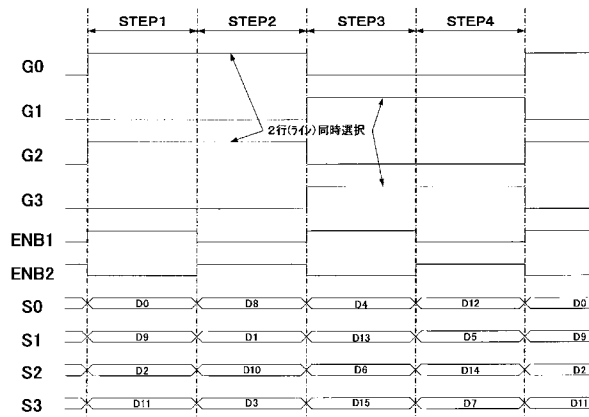 STEP1 STEP2 STEP3 STEP4
G0
G1
2行(ライン)同時選択
G2
G3
ENB1
ENB2
S0 D0 D8 D4 D12 D0
S1 D9 D1 D13 D5 D9
S2 D2 D10 D6 D14 D2
S3 D11 D3 D15 D7 D11